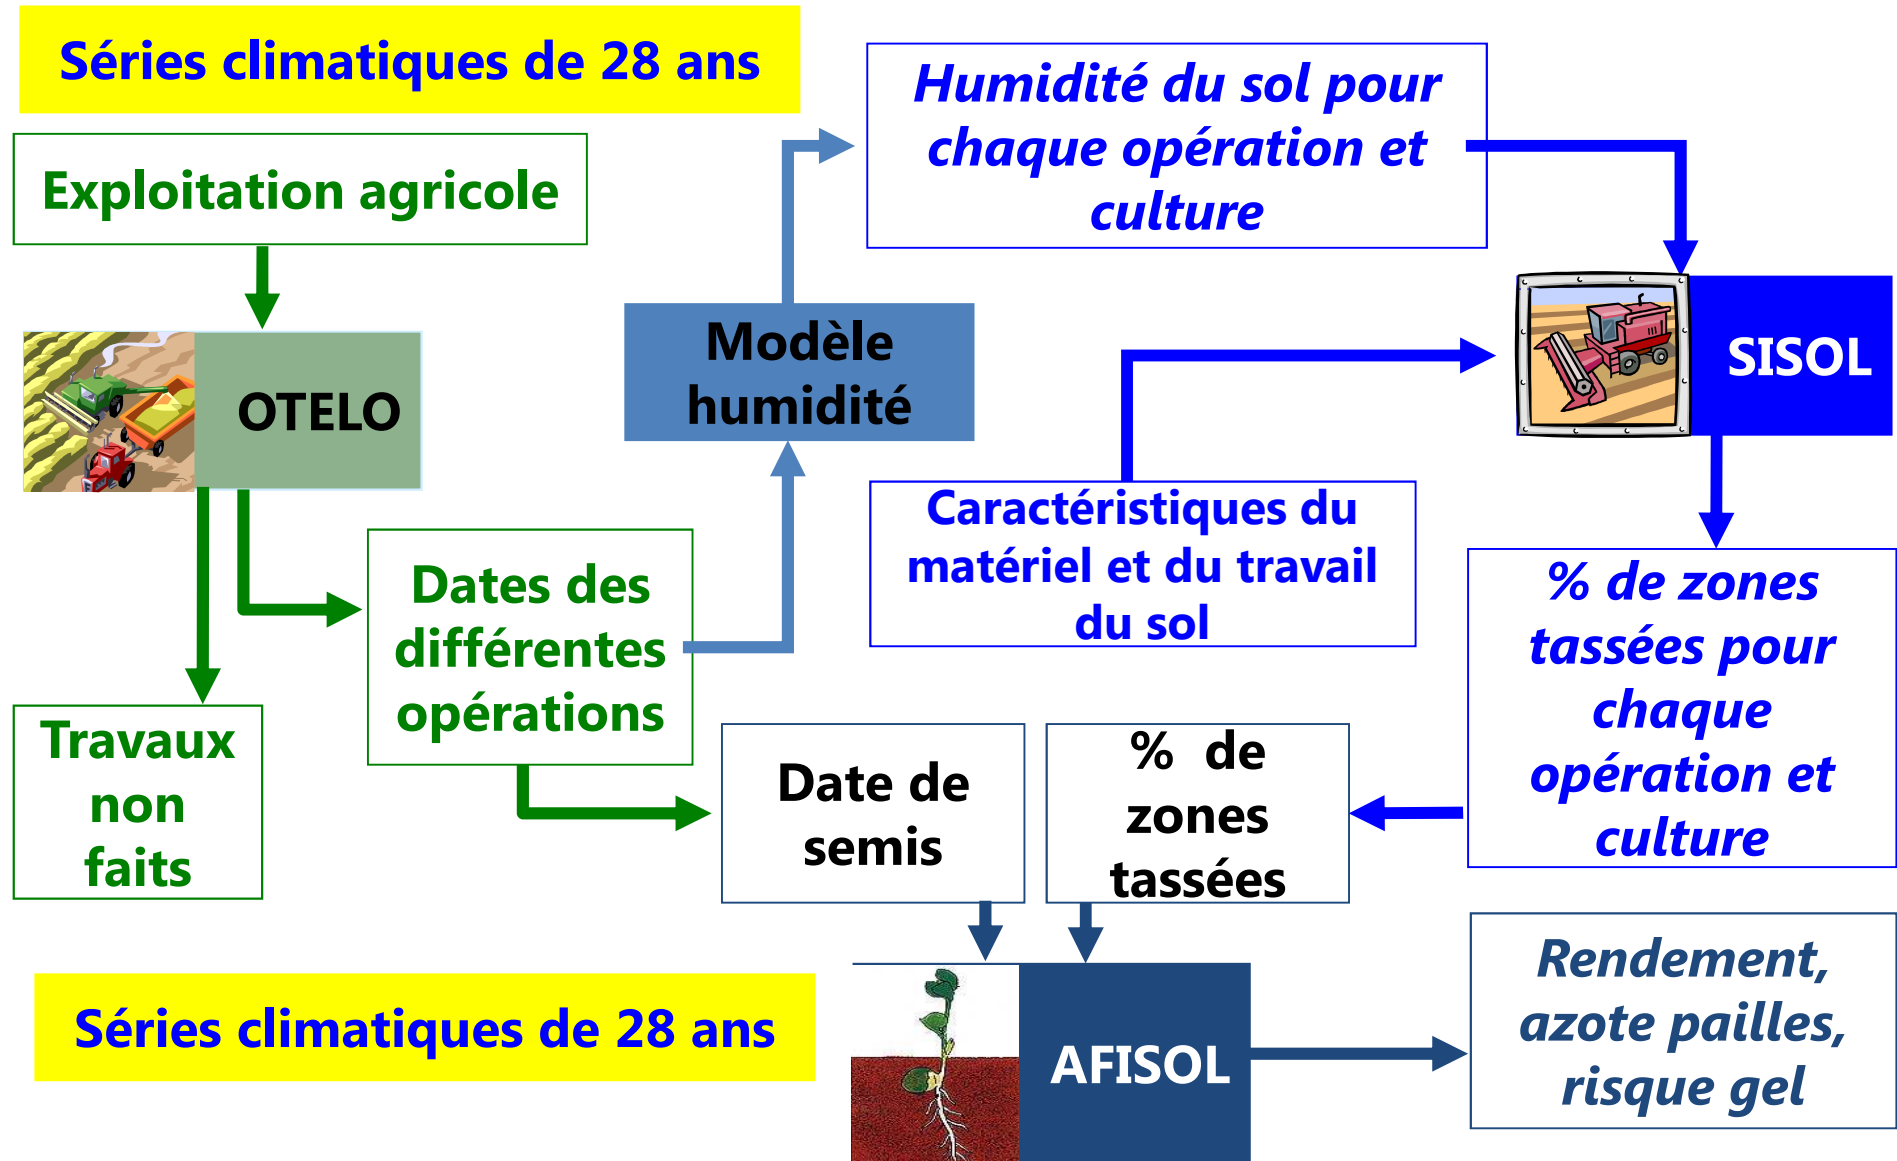 Séries climatiques de 28 ans
Exploitation agricole
OTELO
Travaux
non
faits
Dates des
différentes
opérations
Modèle
humidité
Humidité du sol pour
chaque opération et
culture
Caractéristiques du
matériel et du travail
du sol
SISOL
% de zones
tassées pour
chaque
opération et
culture
Date de
semis
% de
zones
tassées
Séries climatiques de 28 ans
AFISOL
Rendement,
azote pailles,
risque gel